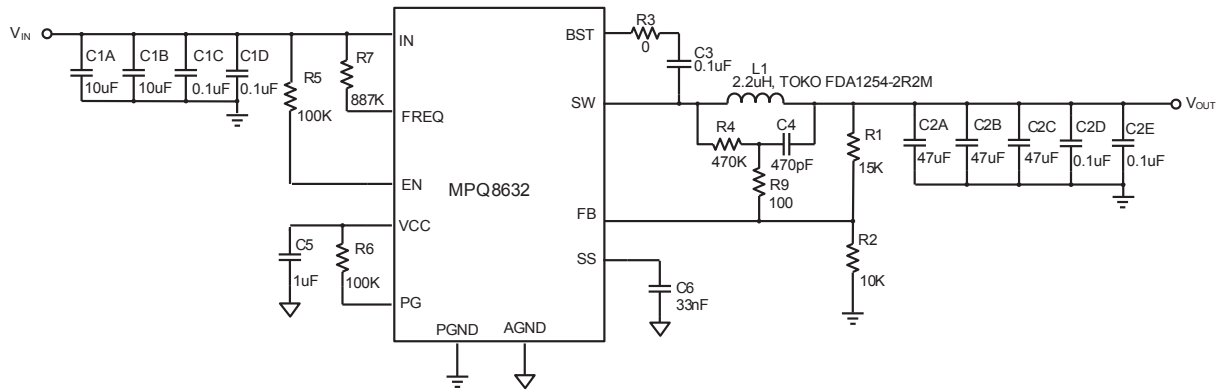 VIN
C1A
10uF
C1B
10uF
C1C
0.1uF
C1D
0.1uF
R5
100K
R7
887K
IN
FREQ
EN
VCC
PG
PGND
AGND
MPQ8632
BST
SW
FB
SS
C5
1uF
R6
100K
R3
0
C3
0.1uF
L1
2.2uH, TOKO FDA1254-2R2M
R4
470K
C4
470pF
R9
100
R1
15K
R2
10K
C6
33nF
C2A
47uF
C2B
47uF
C2C
47uF
C2D
0.1uF
C2E
0.1uF
VOUT